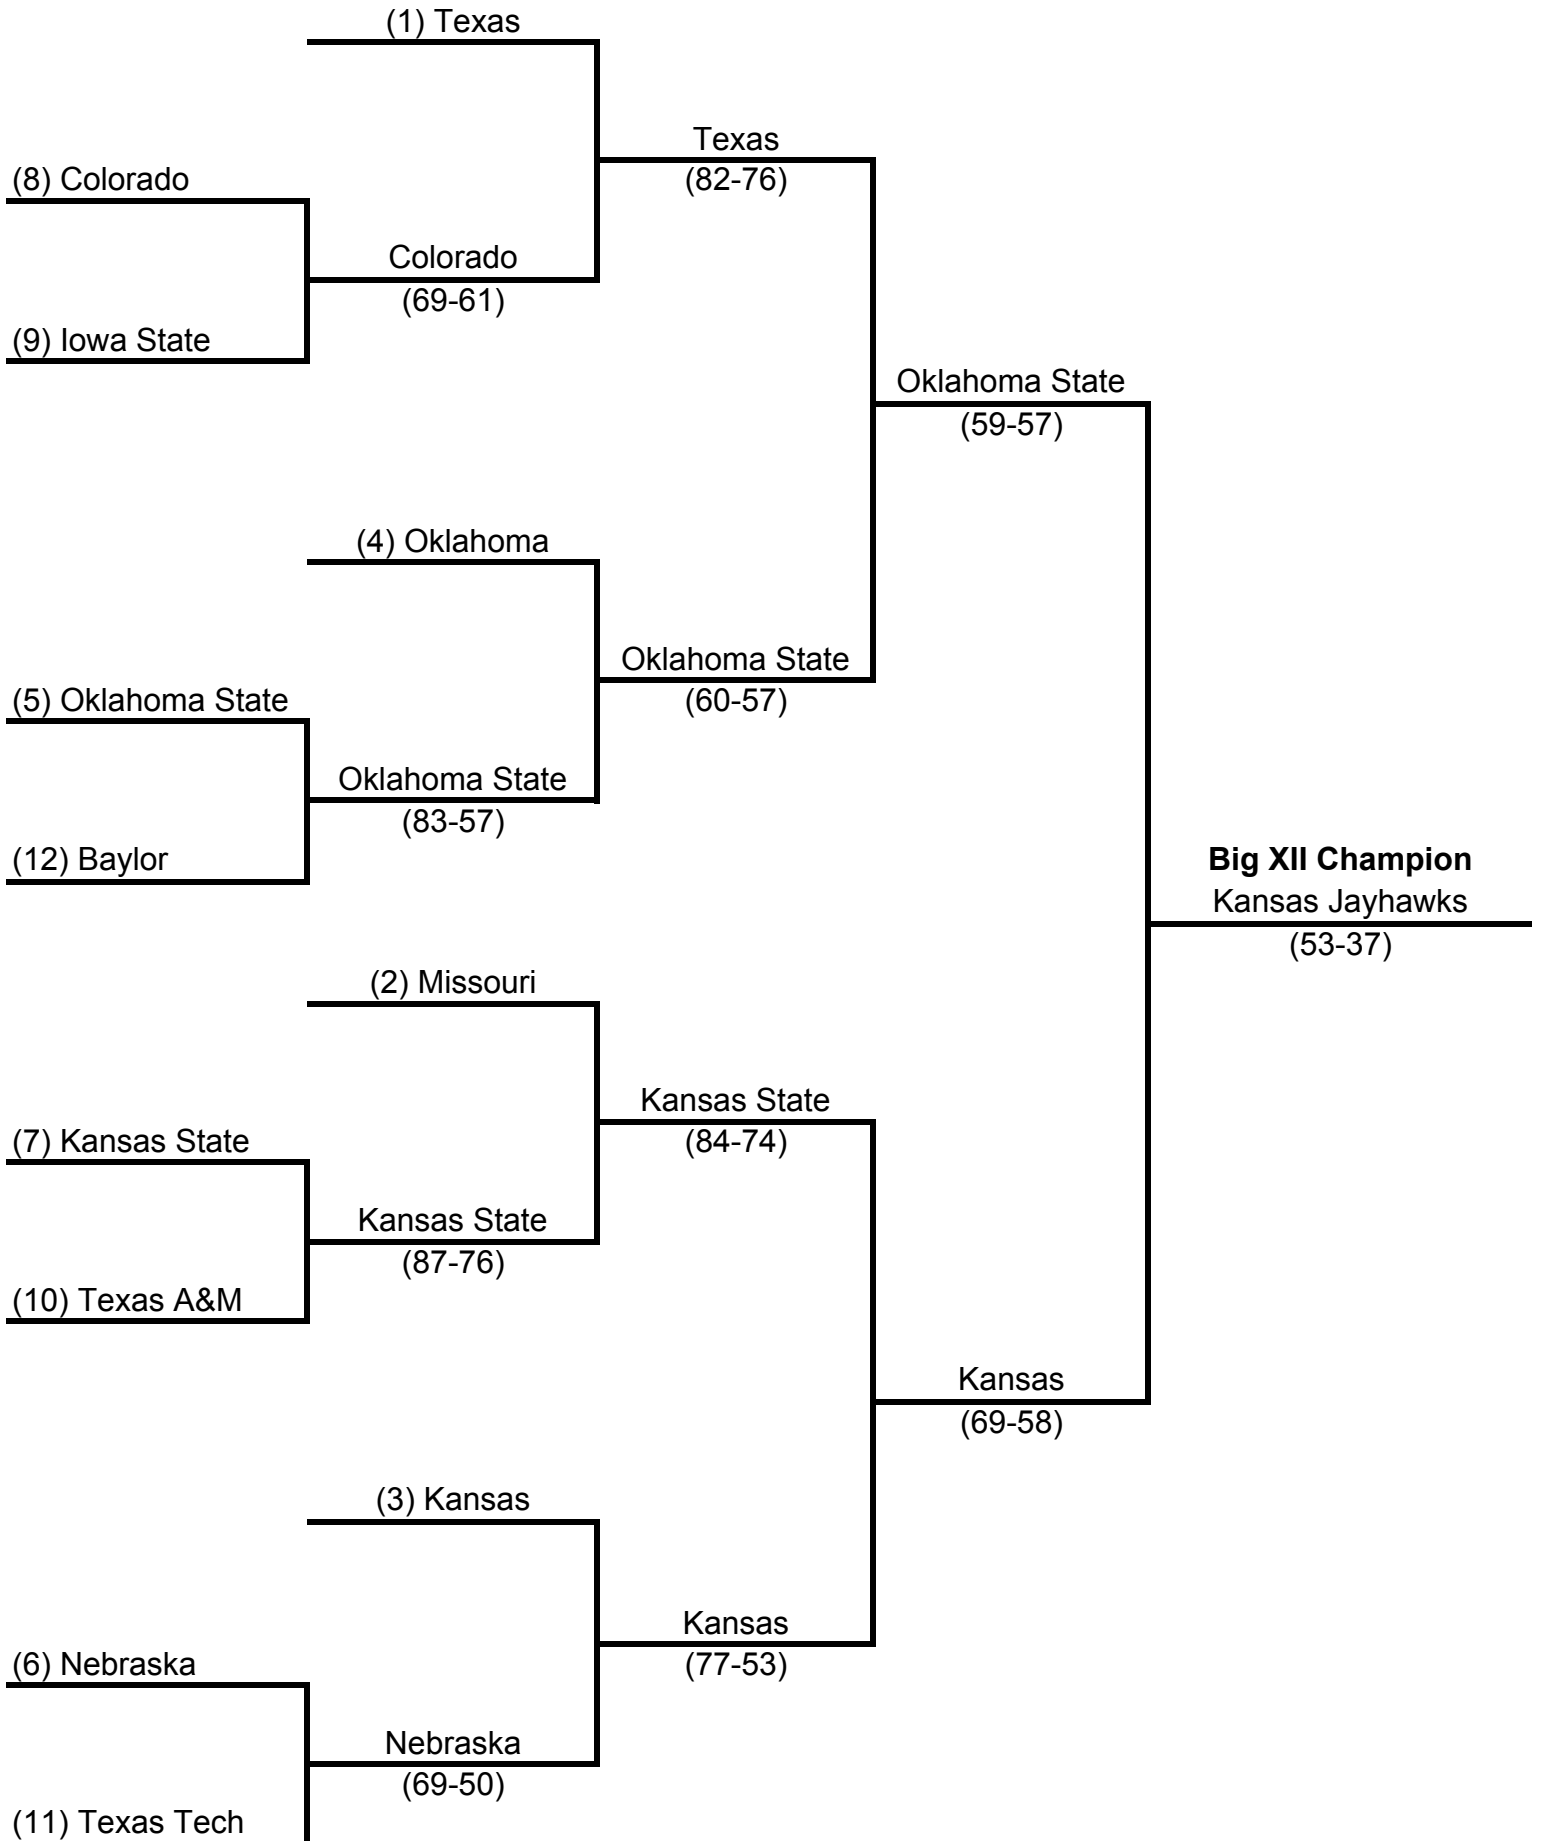 (1) Texas
Texas
(82-76)
(8) Colorado
Colorado
(69-61)
(9) Iowa State
Oklahoma State
(59-57)
(4) Oklahoma
Oklahoma State
(60-57)
(5) Oklahoma State
Oklahoma State
(83-57)
(12) Baylor
Big XII Champion
Kansas Jayhawks
(53-37)
(2) Missouri
Kansas State
(84-74)
(7) Kansas State
Kansas State
(87-76)
(10) Texas A&M
Kansas
(69-58)
(3) Kansas
Kansas
(77-53)
(6) Nebraska
Nebraska
(69-50)
(11) Texas Tech